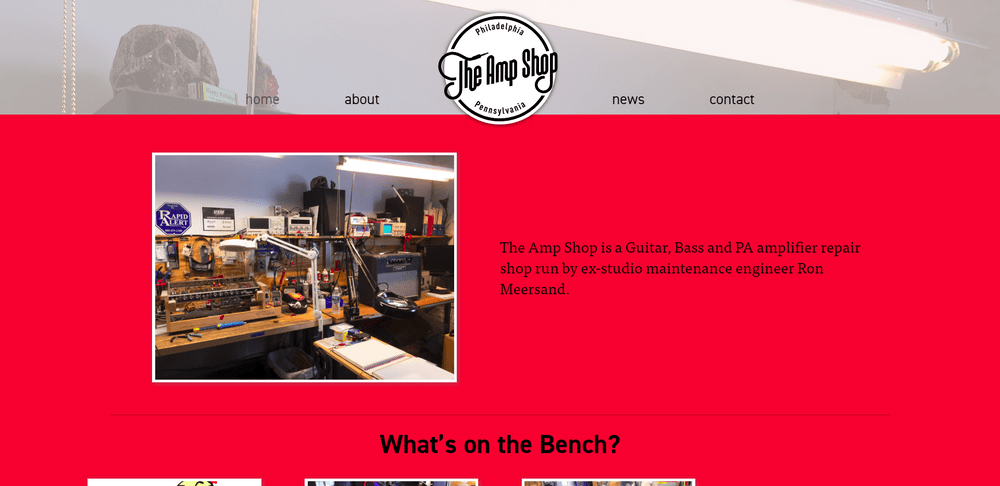 Philadelphia
The Amp Shop
Pennsylvania
home
about
news
contact
RAPID
ALERT
The Amp Shop is a Guitar, Bass and PA amplifier repair
shop run by ex-studio maintenance engineer Ron
Meersand.
What's on the Bench?